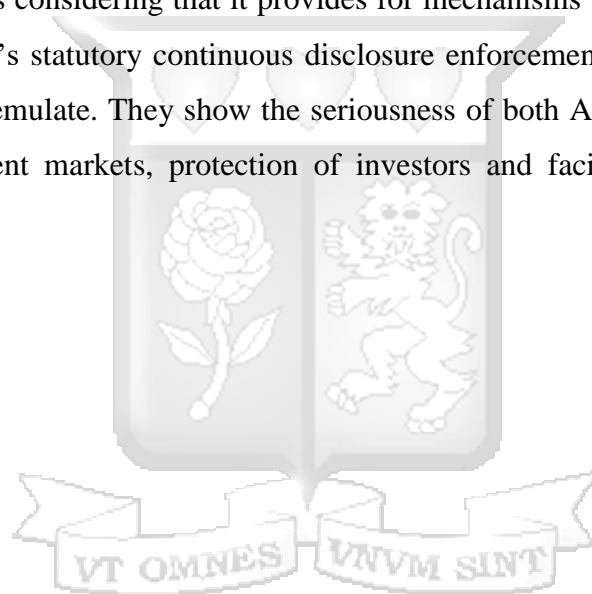 s considering that it provides for mechanisms
's statutory continuous disclosure enforcemen
emulate. They show the seriousness of both A
ent markets, protection of investors and faci
VT OMNES VNVM SINT